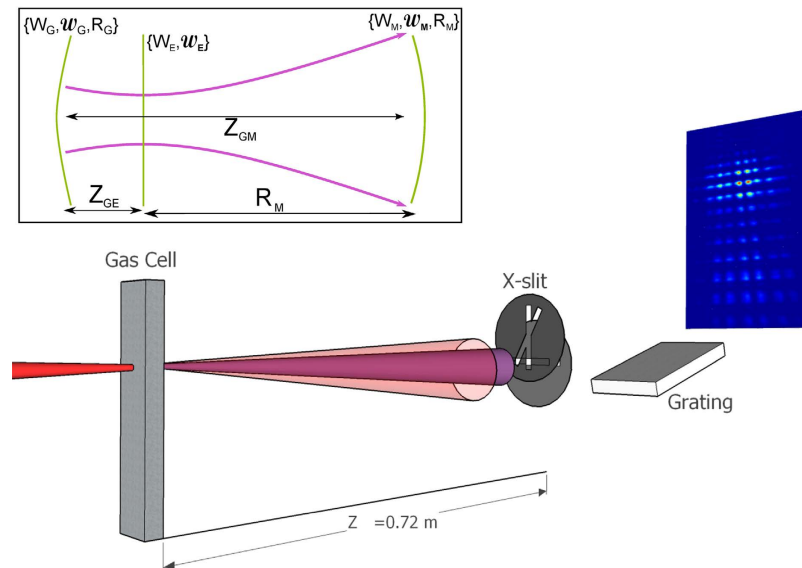 {W_G, w_G, R_G}
{W_E, w_E}
{W_M, w_M, R_M}
Z_GM
Z_GE
R_M
Gas Cell
X-slit
Grating
Z =0.72 m